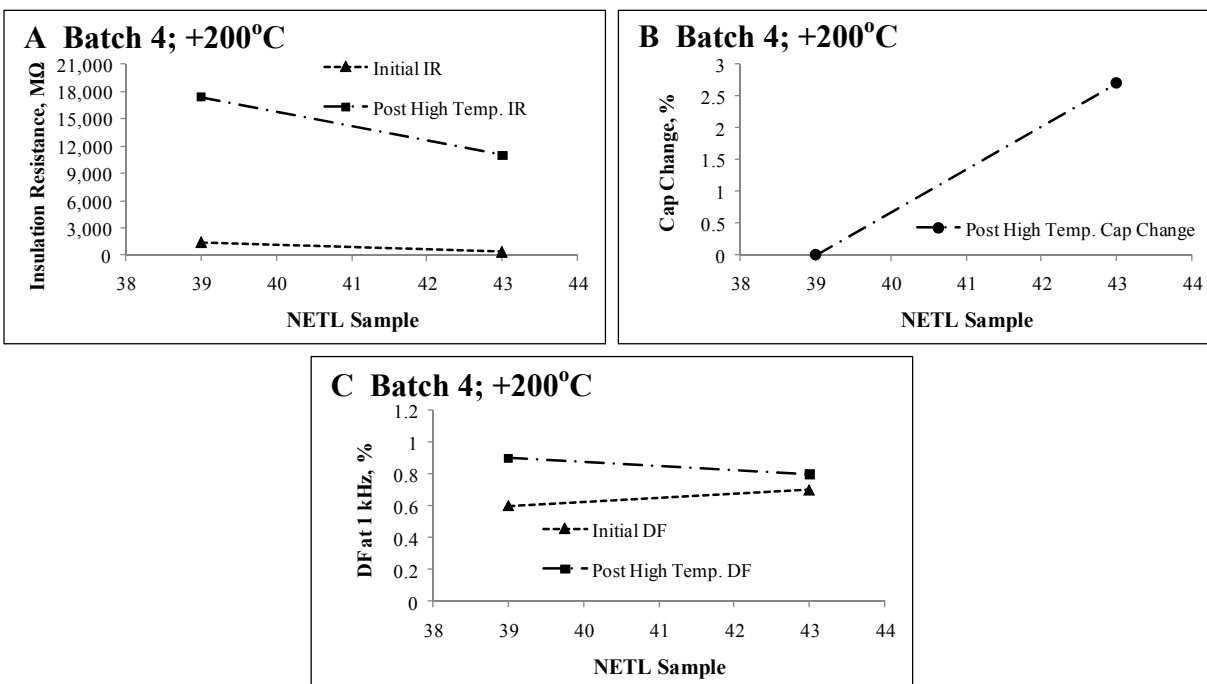 A Batch 4; +200°C
Insulation Resistance, MΩ
21,000
18,000
15,000
12,000
9,000
6,000
3,000
0
Initial IR
Post High Temp. IR
38 39 40 41 42 43 44
NETL Sample
B Batch 4; +200°C
Cap Change, %
3
2.5
2
1.5
1
0.5
0
Post High Temp. Cap Change
38 39 40 41 42 43 44
NETL Sample
C Batch 4; +200°C
DF at 1 kHz, %
1.2
1
0.8
0.6
0.4
0.2
0
Initial DF
Post High Temp. DF
38 39 40 41 42 43 44
NETL Sample